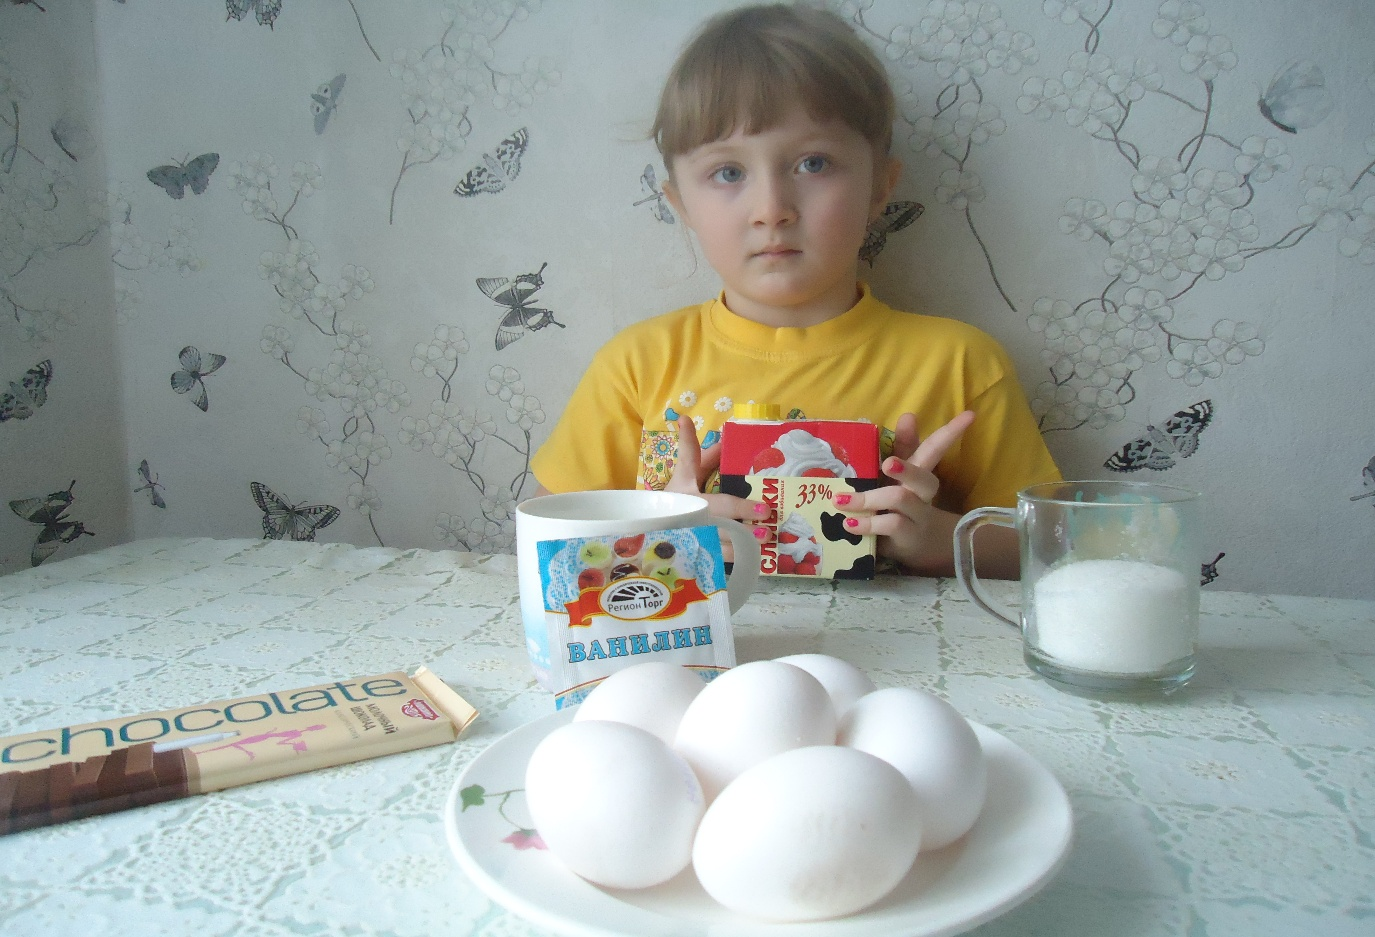 СЛИВКИ
33%
Регион Торг
ВАНИЛИН
chocolate